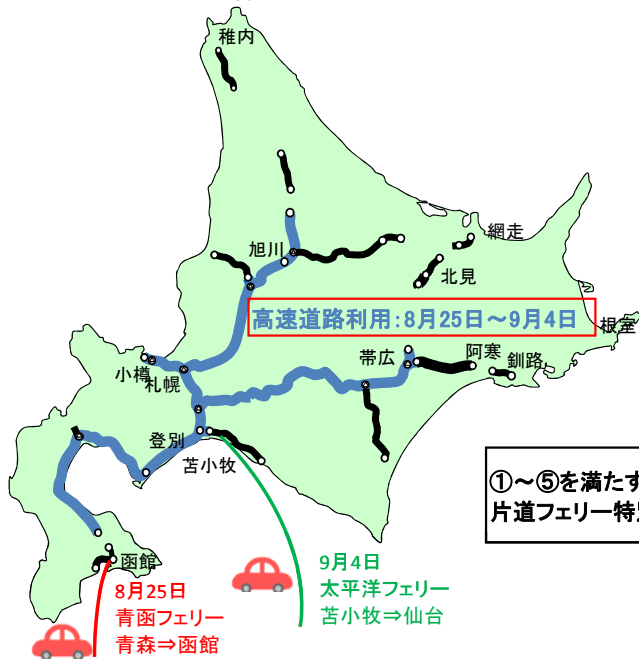 稚内
網走
旭川
北見
高速道路利用：8月25日～9月4日
根室
阿寒
帯広
釧路
小樽
札幌
登別
苫小牧
①～⑤を満たす
片道フェリー特別
函館
9月4日
太平洋フェリー
苫小牧⇒仙台
8月25日
青函フェリー
青森⇒函館